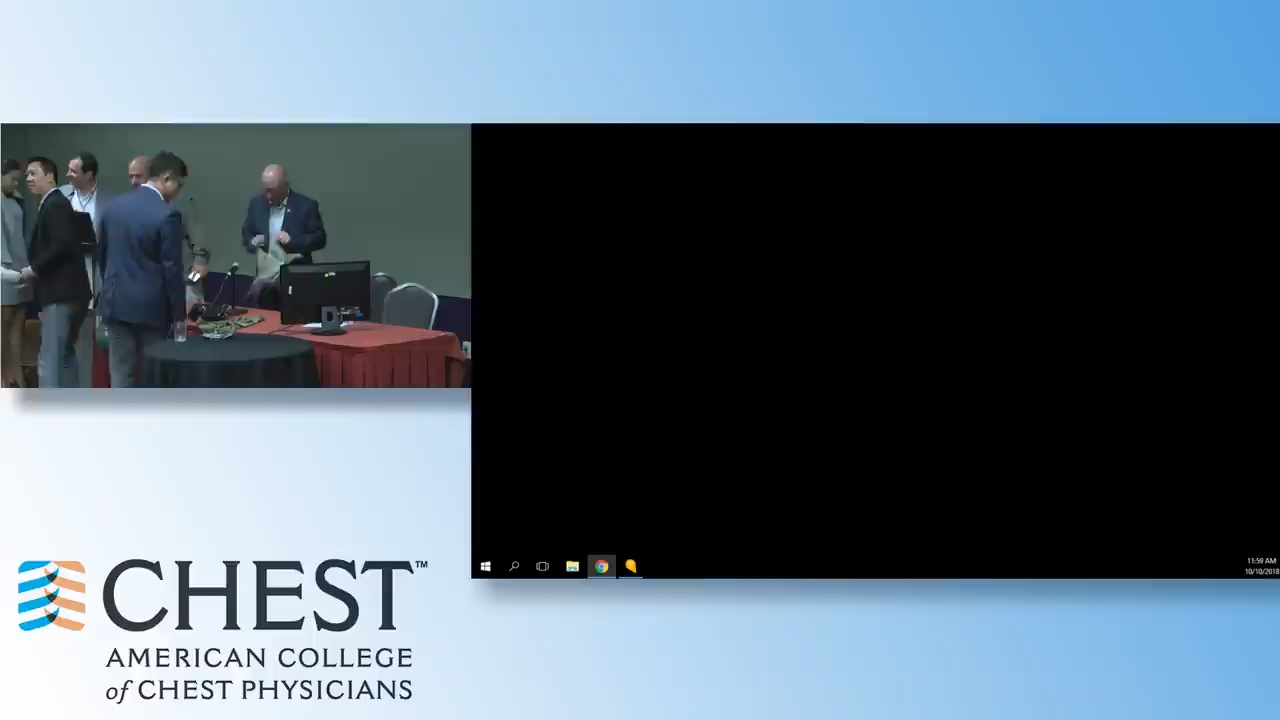 11:59 AM
10/10/2018
CHEST™
AMERICAN COLLEGE
of CHEST PHYSICIANS